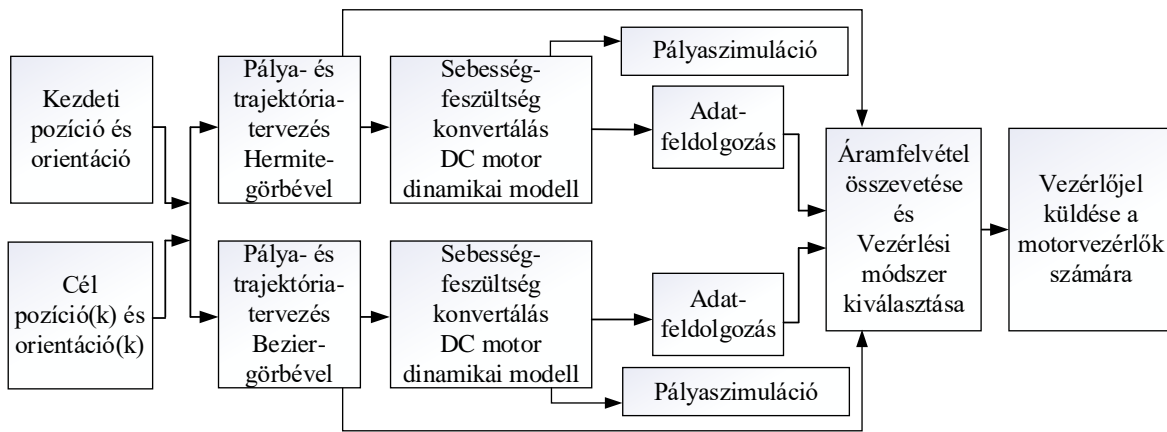 Kezdeti
pozíció és
orientáció
Cél
pozíció(k) és
orientáció(k)
Pálya- és
trajektória-
tervezés
Hermite-
görbével
Pálya- és
trajektória-
tervezés
Bezier-
görbével
Sebesség-
feszültség
konvertálás
DC motor
dinamikai modell
Sebesség-
feszültség
konvertálás
DC motor
dinamikai modell
Pályaszimuláció
Adat-
feldolgozás
Adat-
feldolgozás
Pályaszimuláció
Áramfelvétel
összevetése
és
Vezérlési
módszer
kiválasztása
Vezérlőjel
küldése a
motorvezérlők
számára